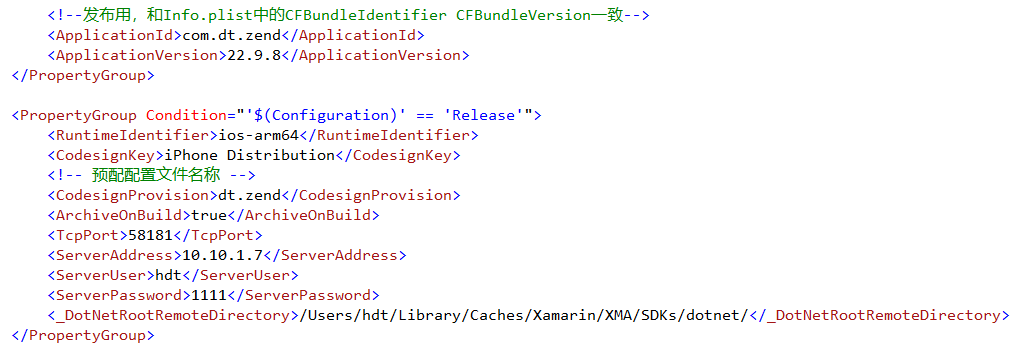 <!--发布用，和Info.plist中的CFBundleIdentifier CFBundleVersion一致-->
<ApplicationId>com.dt.zend</ApplicationId>
<ApplicationVersion>22.9.8</ApplicationVersion>
</PropertyGroup>
<PropertyGroup Condition="'$(Configuration)' == 'Release'">
<RuntimeIdentifier>ios-arm64</RuntimeIdentifier>
<CodesignKey>iPhone Distribution</CodesignKey>
<!-- 预配配置文件名称 -->
<CodesignProvision>dt.zend</CodesignProvision>
<ArchiveOnBuild>true</ArchiveOnBuild>
<TcpPort>58181</TcpPort>
<ServerAddress>10.10.1.7</ServerAddress>
<ServerUser>hdt</ServerUser>
<ServerPassword>1111</ServerPassword>
<_DotNetRootRemoteDirectory>/Users/hdt/Library/Caches/Xamarin/XMA/SDKs/dotnet/</_DotNetRootRemoteDirectory>
</PropertyGroup>